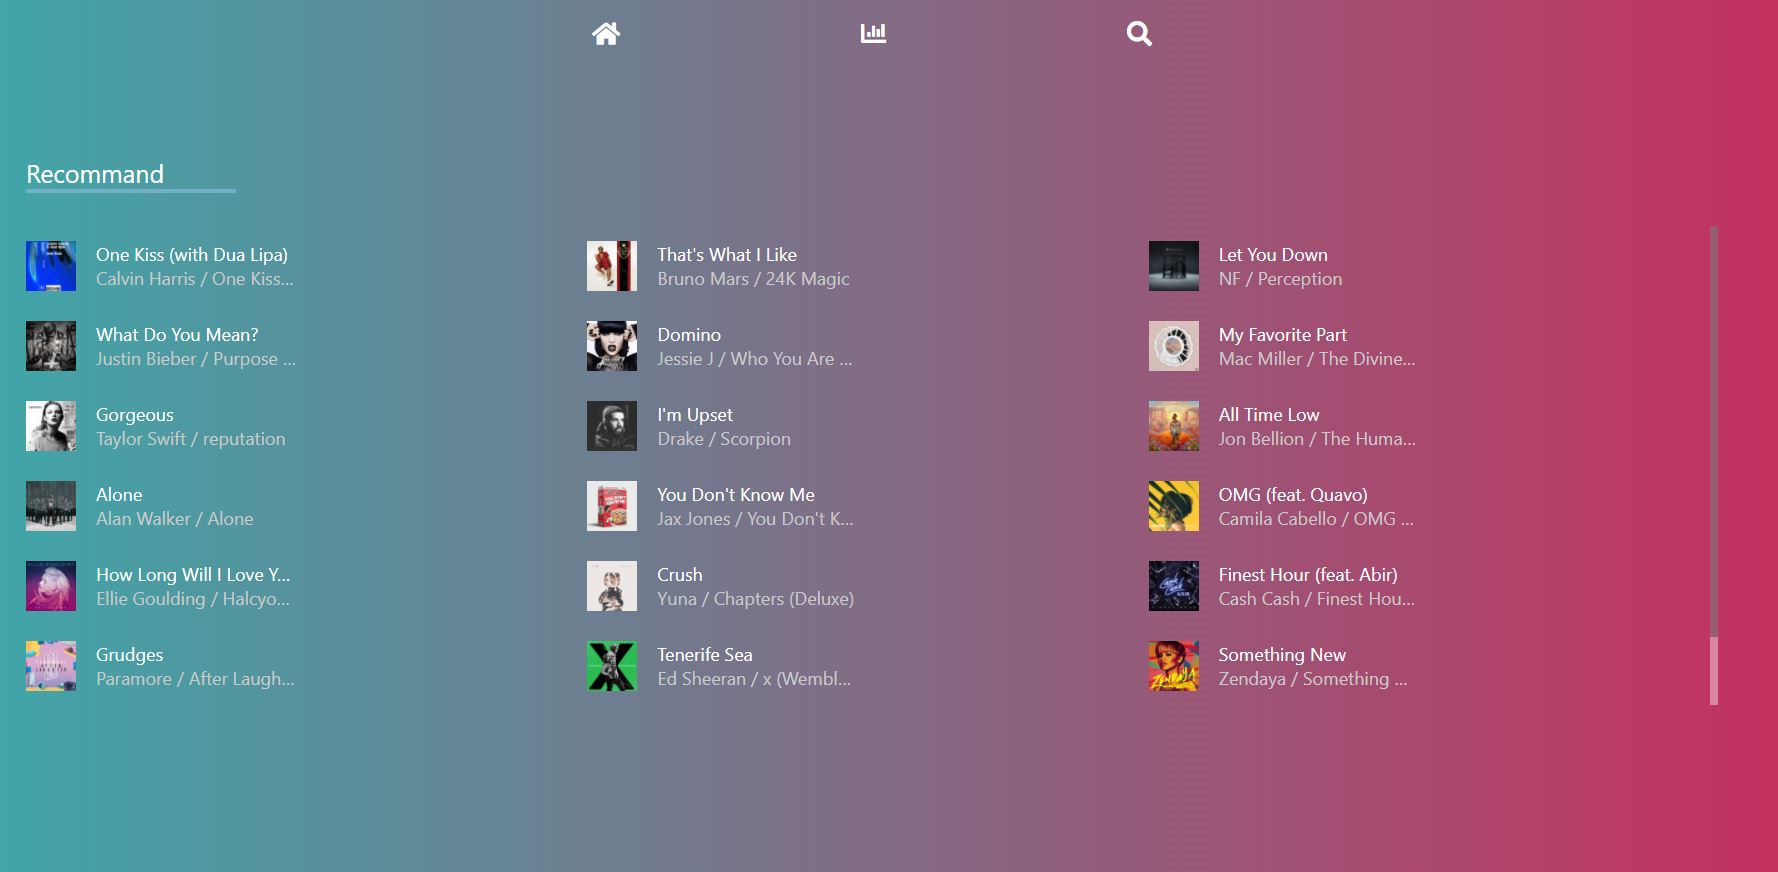 Recommand
One Kiss (with Dua Lipa)
Calvin Harris / One Kiss...
That's What I Like
Bruno Mars / 24K Magic
Let You Down
NF / Perception
What Do You Mean?
Justin Bieber / Purpose ...
Domino
Jessie J / Who You Are ...
My Favorite Part
Mac Miller / The Divine...
Gorgeous
Taylor Swift / reputation
I'm Upset
Drake / Scorpion
All Time Low
Jon Bellion / The Huma...
Alone
Alan Walker / Alone
You Don't Know Me
Jax Jones / You Don't K...
OMG (feat. Quavo)
Camila Cabello / OMG ...
How Long Will I Love Y...
Ellie Goulding / Halcyo...
Crush
Yuna / Chapters (Deluxe)
Finest Hour (feat. Abir)
Cash Cash / Finest Hou...
Grudges
Paramore / After Laugh...
Tenerife Sea
Ed Sheeran / x (Wembl...
Something New
Zendaya / Something ...